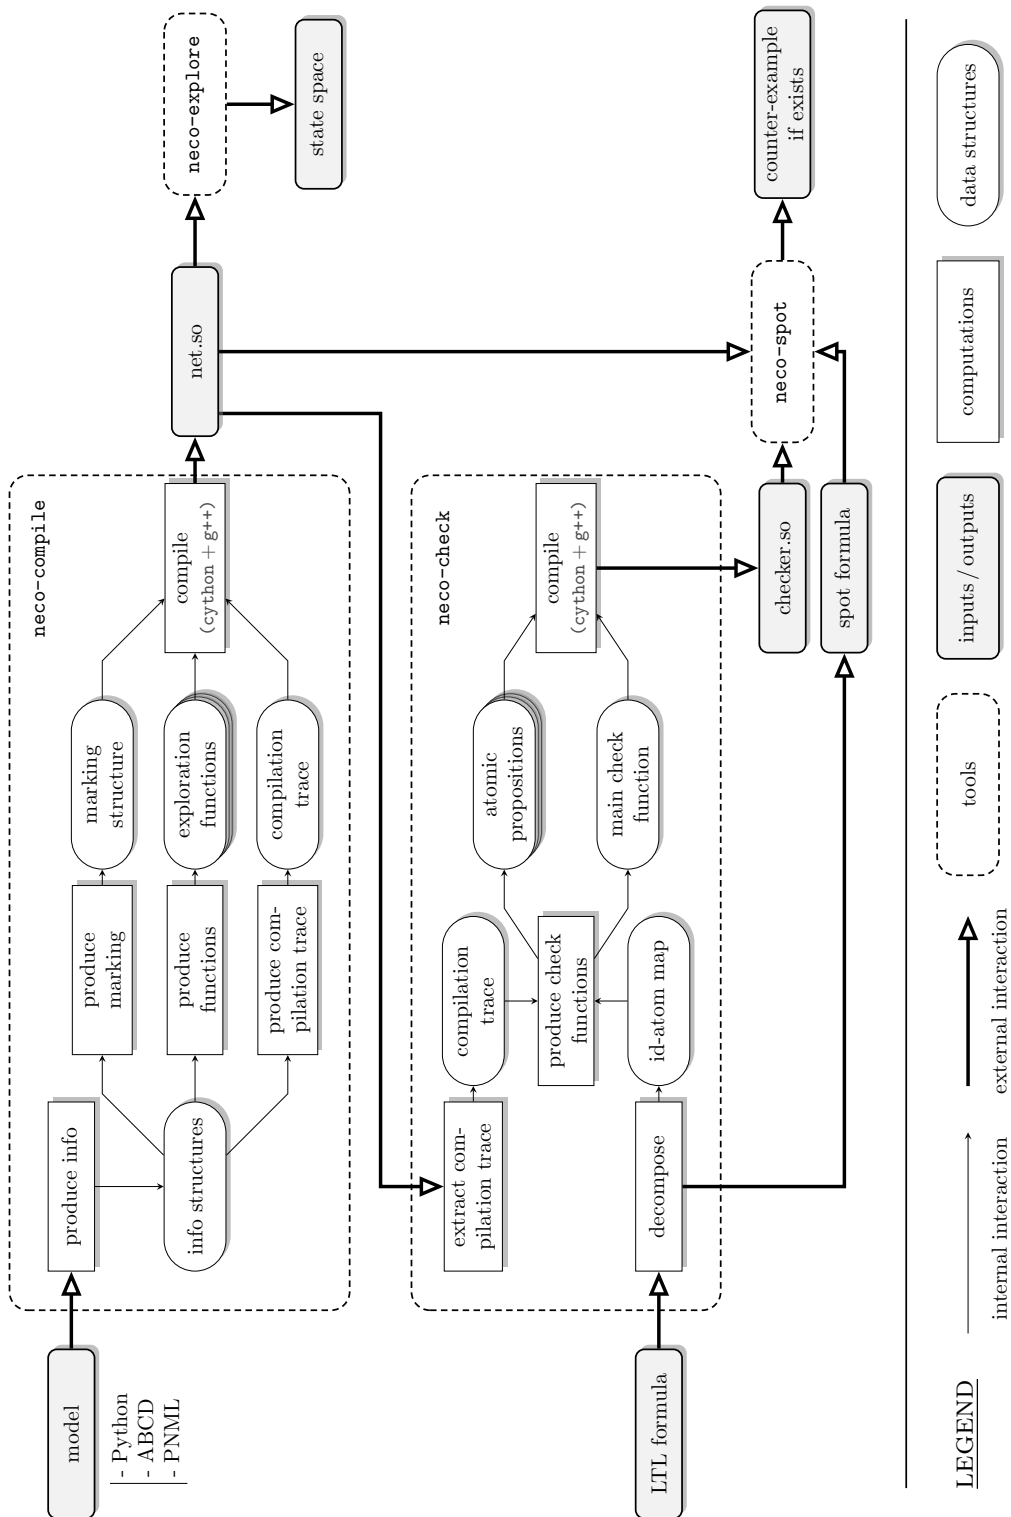 model
- Python
- ABCD
- PNML
neco-compile
produce info
info structures
produce
marking
produce
functions
produce com-
pilation trace
marking
structure
exploration
functions
compilation
trace
compile
(cython + g++)
net.so
neco-explore
state space
LTL formula
neco-check
extract com-
pilation trace
decompose
compilation
trace
produce check
functions
id-atom map
atomic
propositions
main check
function
compile
(cython + g++)
checker.so
spot formula
neco-spot
counter-example
if exists
LEGEND
internal interaction
external interaction
tools
inputs / outputs
computations
data structures